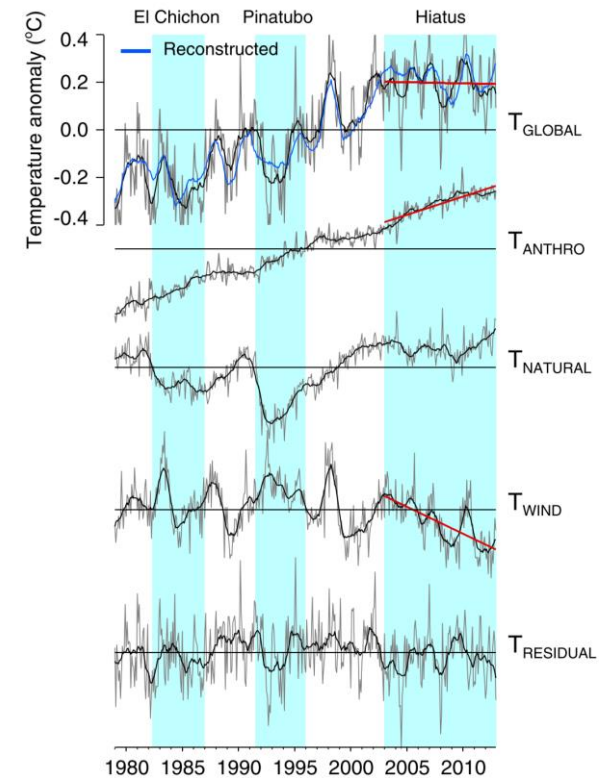 El Chichon Pinatubo Hiatus
Temperature anomaly (°C)
0.4
0.2
0.0
-0.2
-0.4
Reconstructed
TGLOBAL
TANTHRO
TNATURAL
TWIND
TRESIDUAL
1980 1985 1990 1995 2000 2005 2010